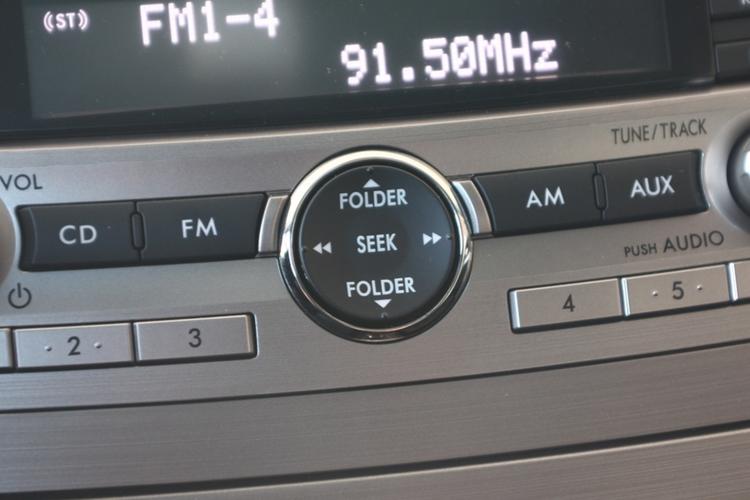 ((ST)) FM1-4
91.50MHz
TUNE/TRACK
VOL
CD FM FOLDER AM AUX
SEEK
FOLDER
PUSH AUDIO
2 3 4 5